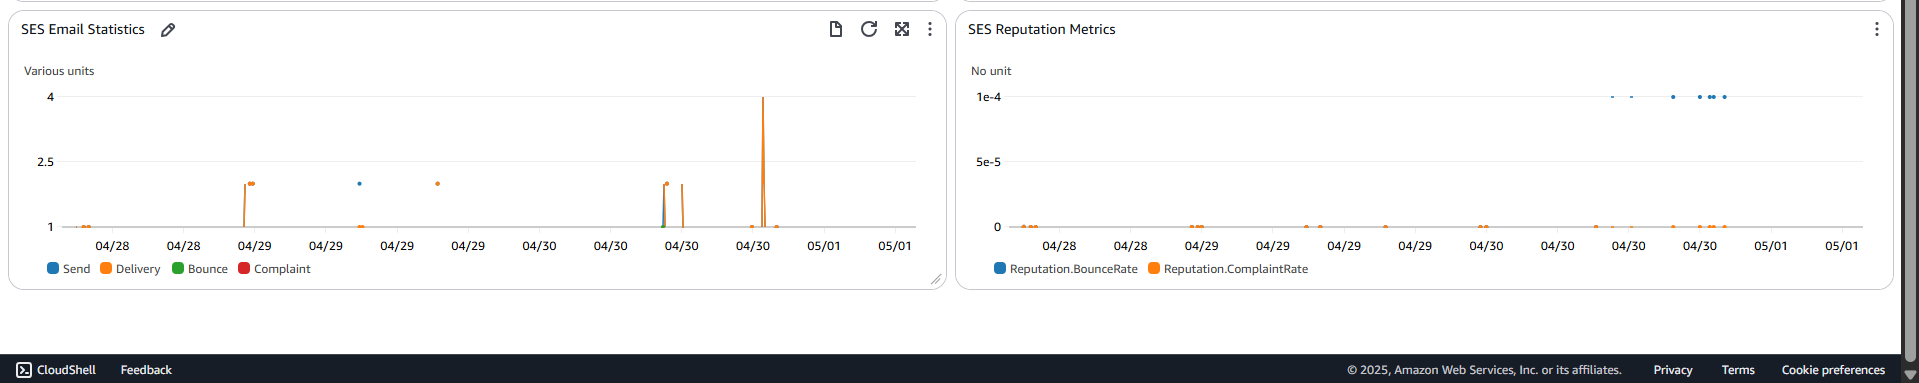 SES Email Statistics
Various units
4
2.5
1
04/28 04/28 04/29 04/29 04/29 04/29 04/30 04/30 04/30 04/30 05/01 05/01
Send Delivery Bounce Complaint
SES Reputation Metrics
No unit
1e-4
5e-5
0
04/28 04/28 04/29 04/29 04/29 04/29 04/30 04/30 04/30 04/30 05/01 05/01
Reputation.BounceRate Reputation.ComplaintRate
CloudShell Feedback © 2025, Amazon Web Services, Inc. or its affiliates. Privacy Terms Cookie preferences